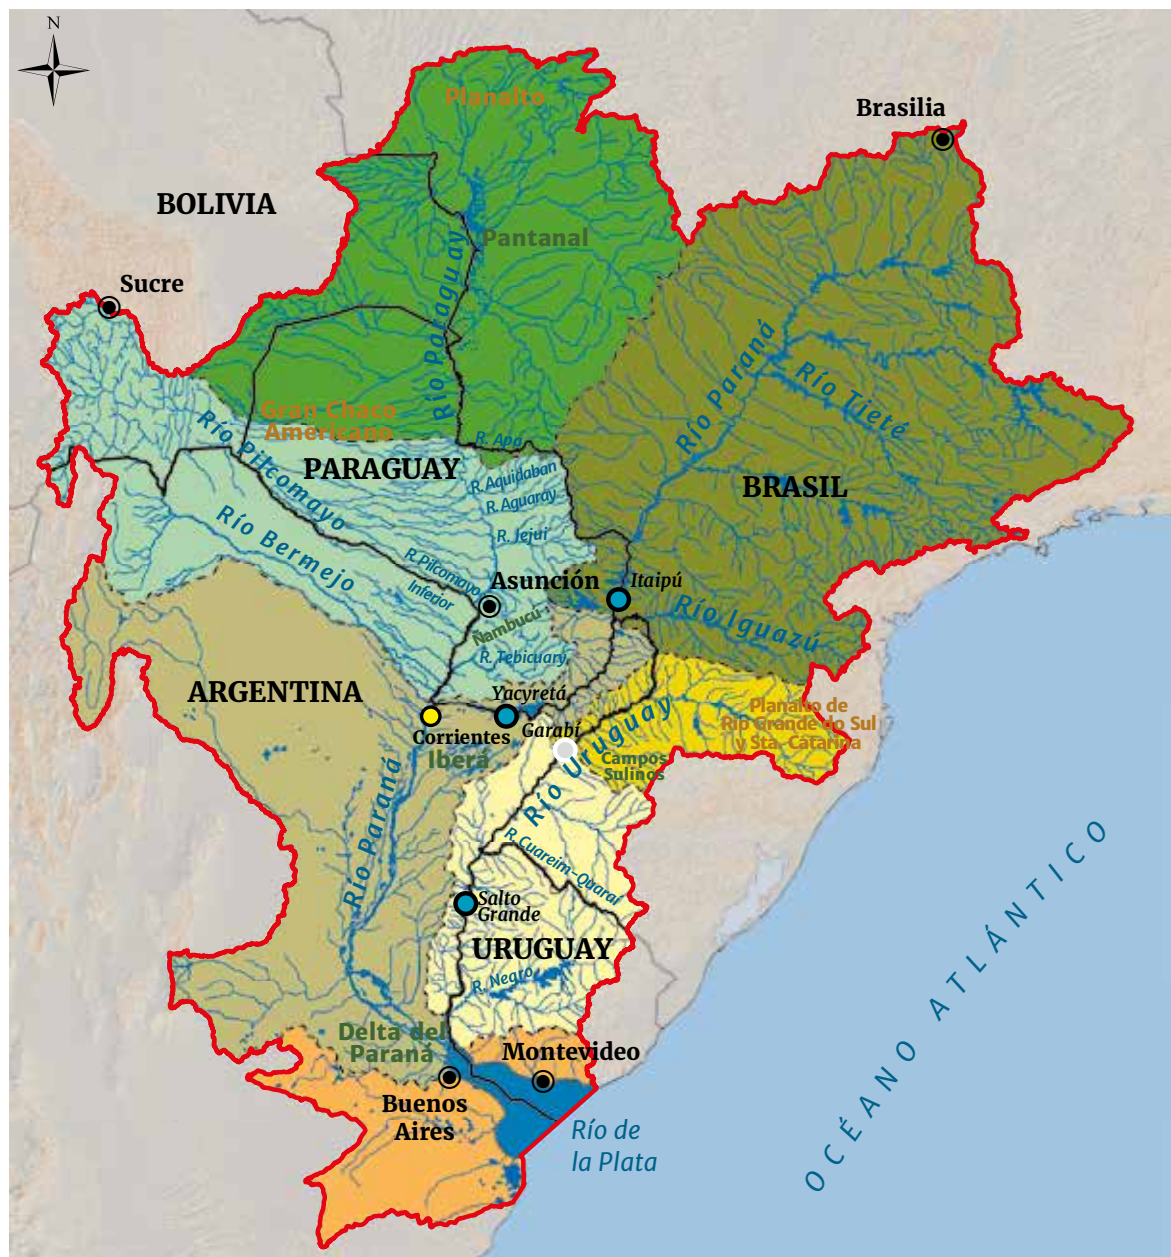 N
Planalto
Brasilia
BOLIVIA
Pantanal
Río Paraguay
Sucre
Río Paraguay
Río Paraná
Río Tieté
Gran Chaco
Americano
R. Apa
Río Pilcomayo
PARAGUAY
R. Aquidaban
R. Aguaray
BRASIL
Río Bermejo
R. Jejui
R. Pilcomayo
Inferior
Asunción
Itaipú
Río Iguazú
Ñambucú
R. Tebicuary
ARGENTINA
Yacyretá
Corrientes
Garabí
Iberá
Río Uruguay
Planalto de
Rio Grande do Sul
y Sta. Catarina
Campos
Sulinos
Río Paraná
R. Cuareim-Quaraí
Salto
Grande
URUGUAY
R. Negro
OCÉANO ATLÁNTICO
Delta del
Paraná
Montevideo
Buenos
Aires
Río de
la Plata